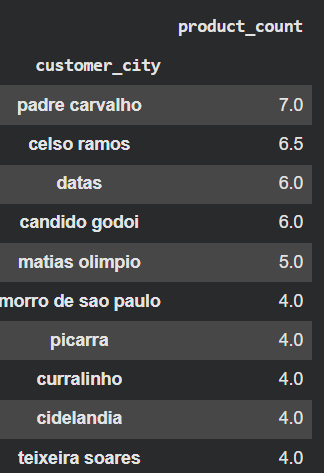 product_count
customer_city
padre carvalho 7.0
celso ramos 6.5
datas 6.0
candido godoi 6.0
matias olimpio 5.0
morro de sao paulo 4.0
picarra 4.0
curralinho 4.0
cidelandia 4.0
teixeira soares 4.0